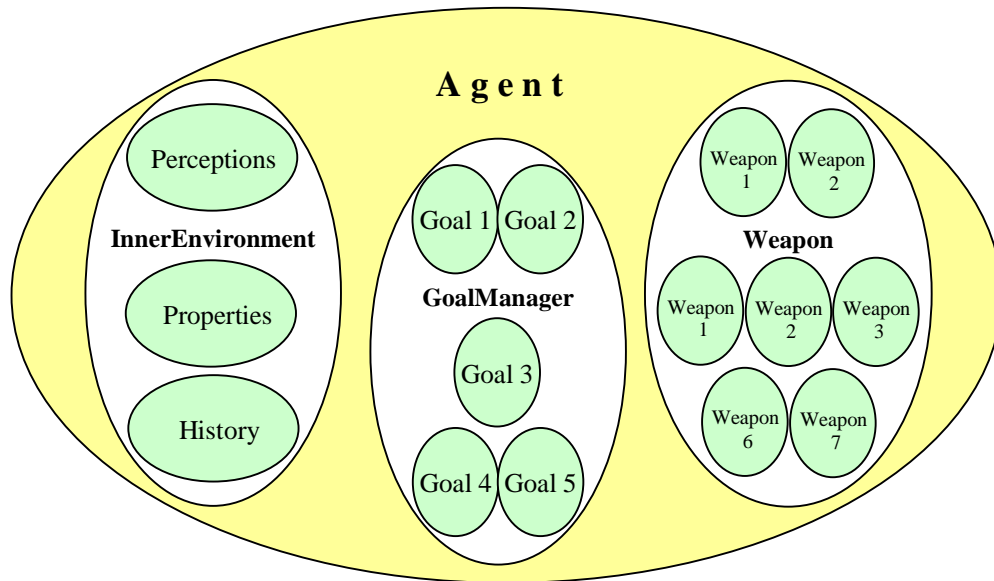 A g e n t
Perceptions
InnerEnvironment
Properties
History
Goal 1
Goal 2
GoalManager
Goal 3
Goal 4
Goal 5
Weapon
1
Weapon
2
Weapon
Weapon
1
Weapon
2
Weapon
3
Weapon
6
Weapon
7